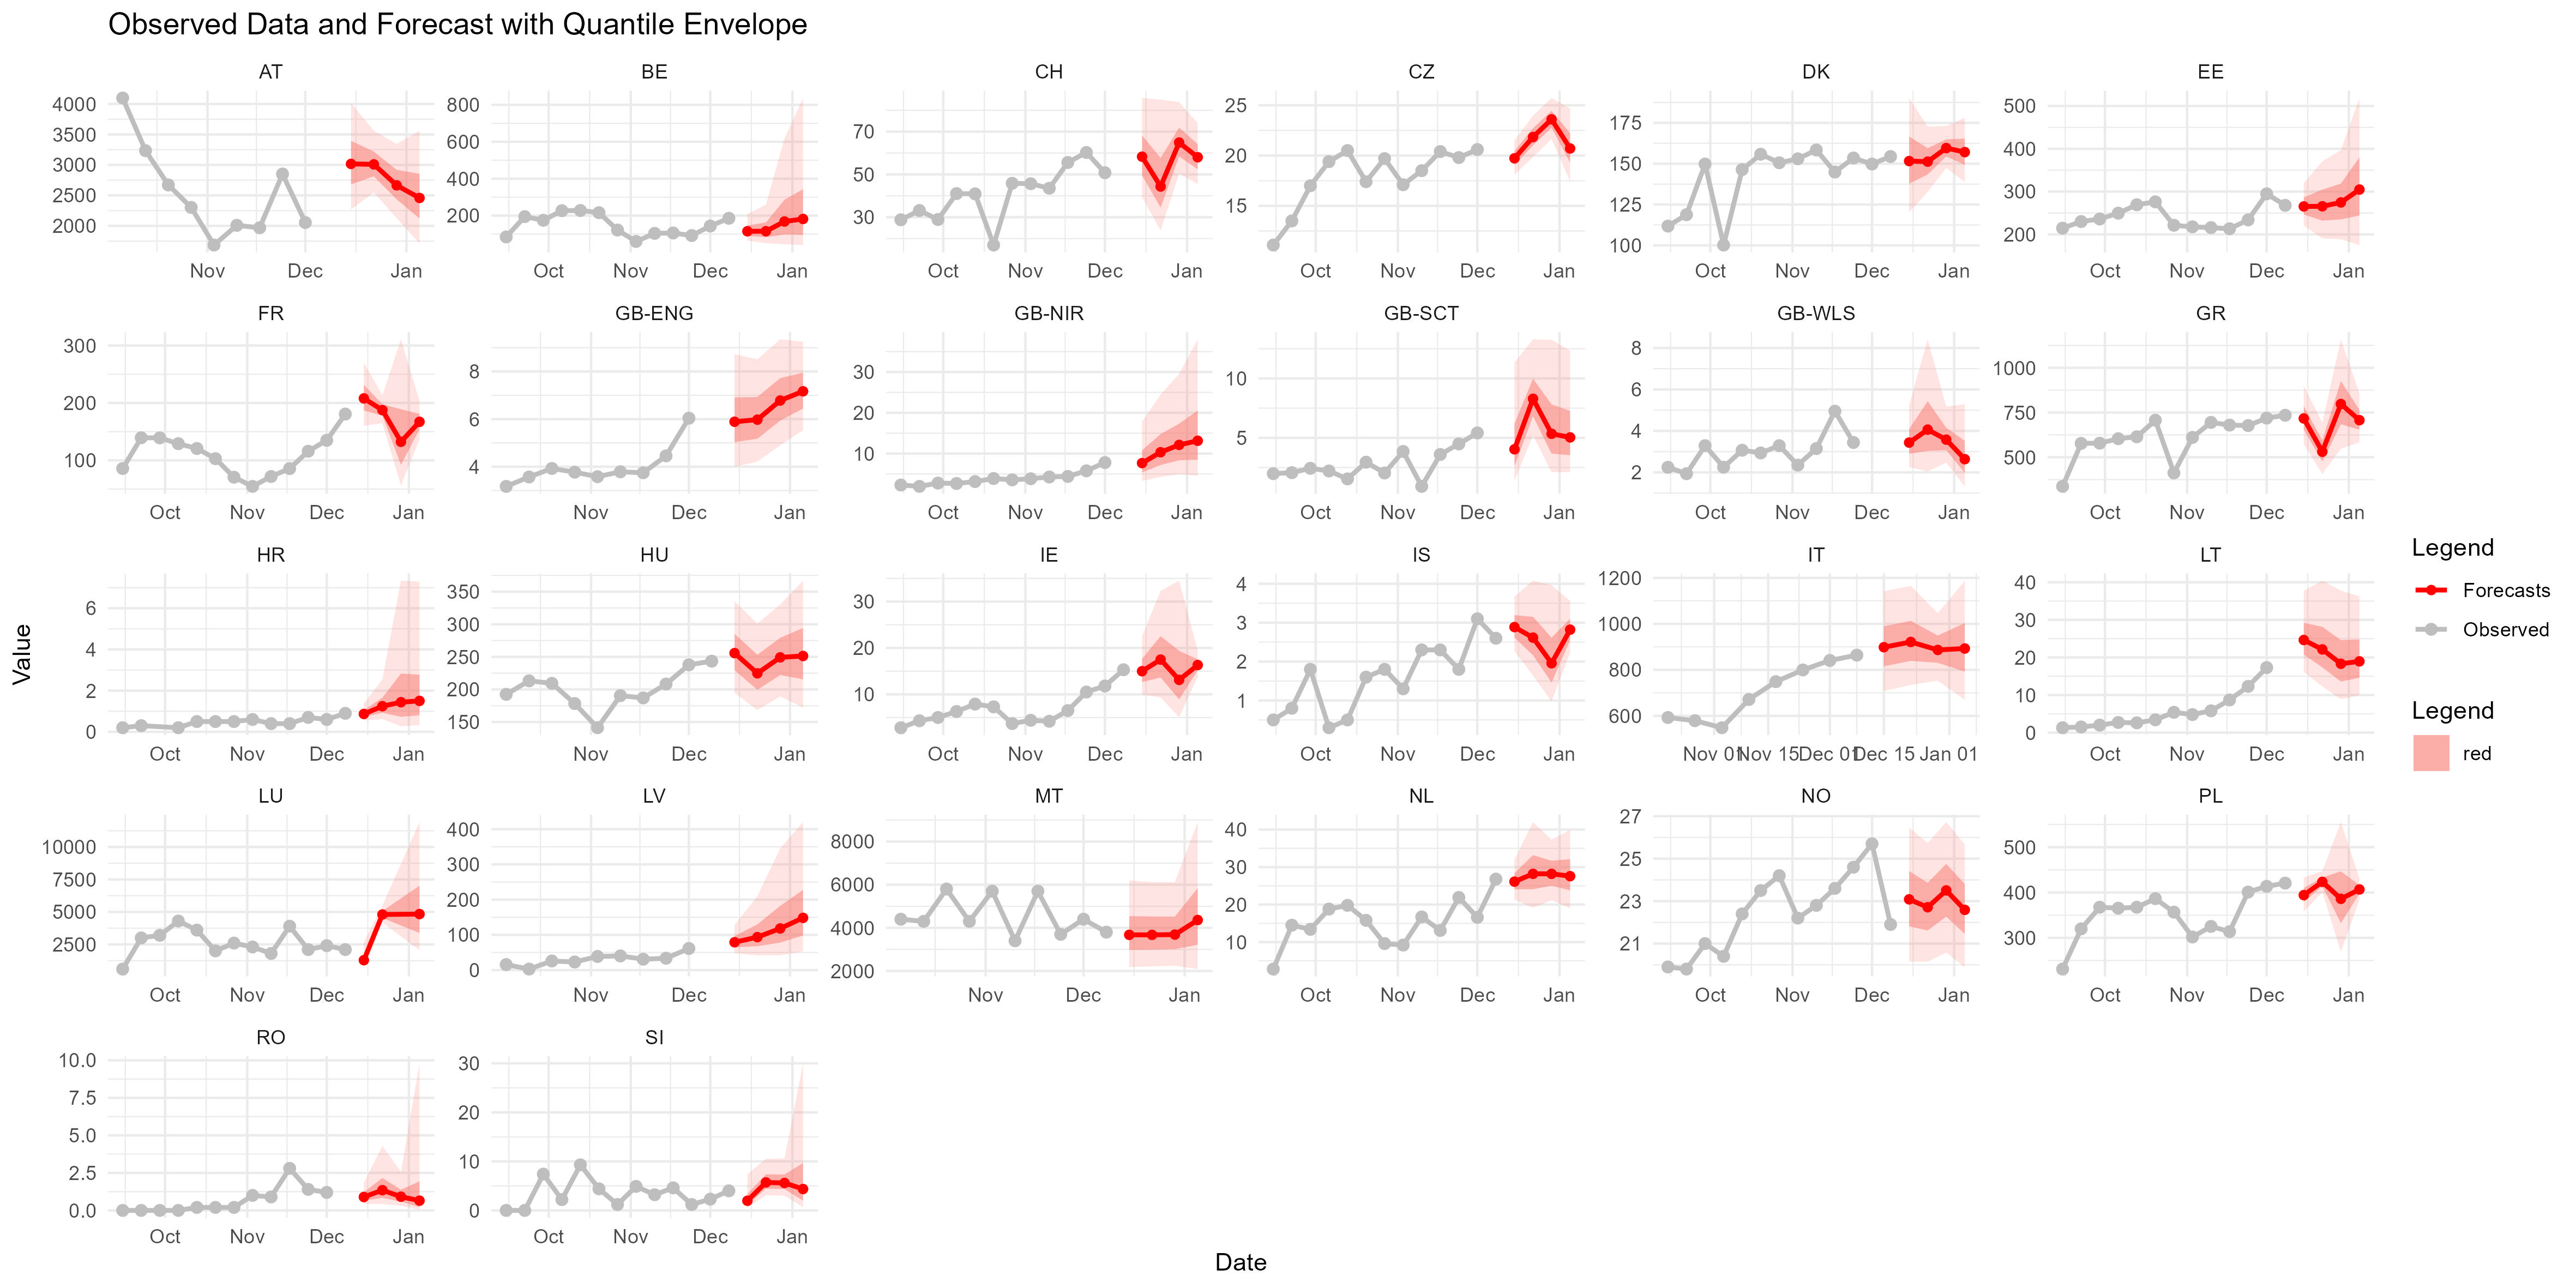 Observed Data and Forecast with Quantile Envelope
AT BE CH CZ DK EE
4000 3500 3000 2500 2000
800 600 400 200
70 50 30
25 20 15
175 150 125 100
500 400 300 200
Nov Dec Jan
Oct Nov Dec Jan
Oct Nov Dec Jan
Oct Nov Dec Jan
Oct Nov Dec Jan
Oct Nov Dec Jan
FR GB-ENG GB-NIR GB-SCT GB-WLS GR
300 200 100
8 6 4
30 20 10
10 5
8 6 4 2
1000 750 500
Oct Nov Dec Jan
Nov Dec Jan
Oct Nov Dec Jan
Oct Nov Dec Jan
Oct Nov Dec Jan
Oct Nov Dec Jan
HR HU IE IS IT LT
6 4 2 0
350 300 250 200 150
30 20 10
4 3 2 1
1200 1000 800 600
40 30 20 10 0
Oct Nov Dec Jan
Nov Dec Jan
Oct Nov Dec Jan
Oct Nov Dec Jan
Nov 01 Nov 15 Dec 01 Dec 15 Jan 01
Oct Nov Dec Jan
LU LV MT NL NO PL
10000 7500 5000 2500
400 300 200 100 0
8000 6000 4000 2000
40 30 20 10
27 25 23 21
500 400 300
Oct Nov Dec Jan
Nov Dec Jan
Nov Dec Jan
Oct Nov Dec Jan
Oct Nov Dec Jan
Oct Nov Dec Jan
RO SI
10.0 7.5 5.0 2.5 0.0
30 20 10 0
Oct Nov Dec Jan
Oct Nov Dec Jan
Value
Date
Legend
Forecasts
Observed
Legend
red